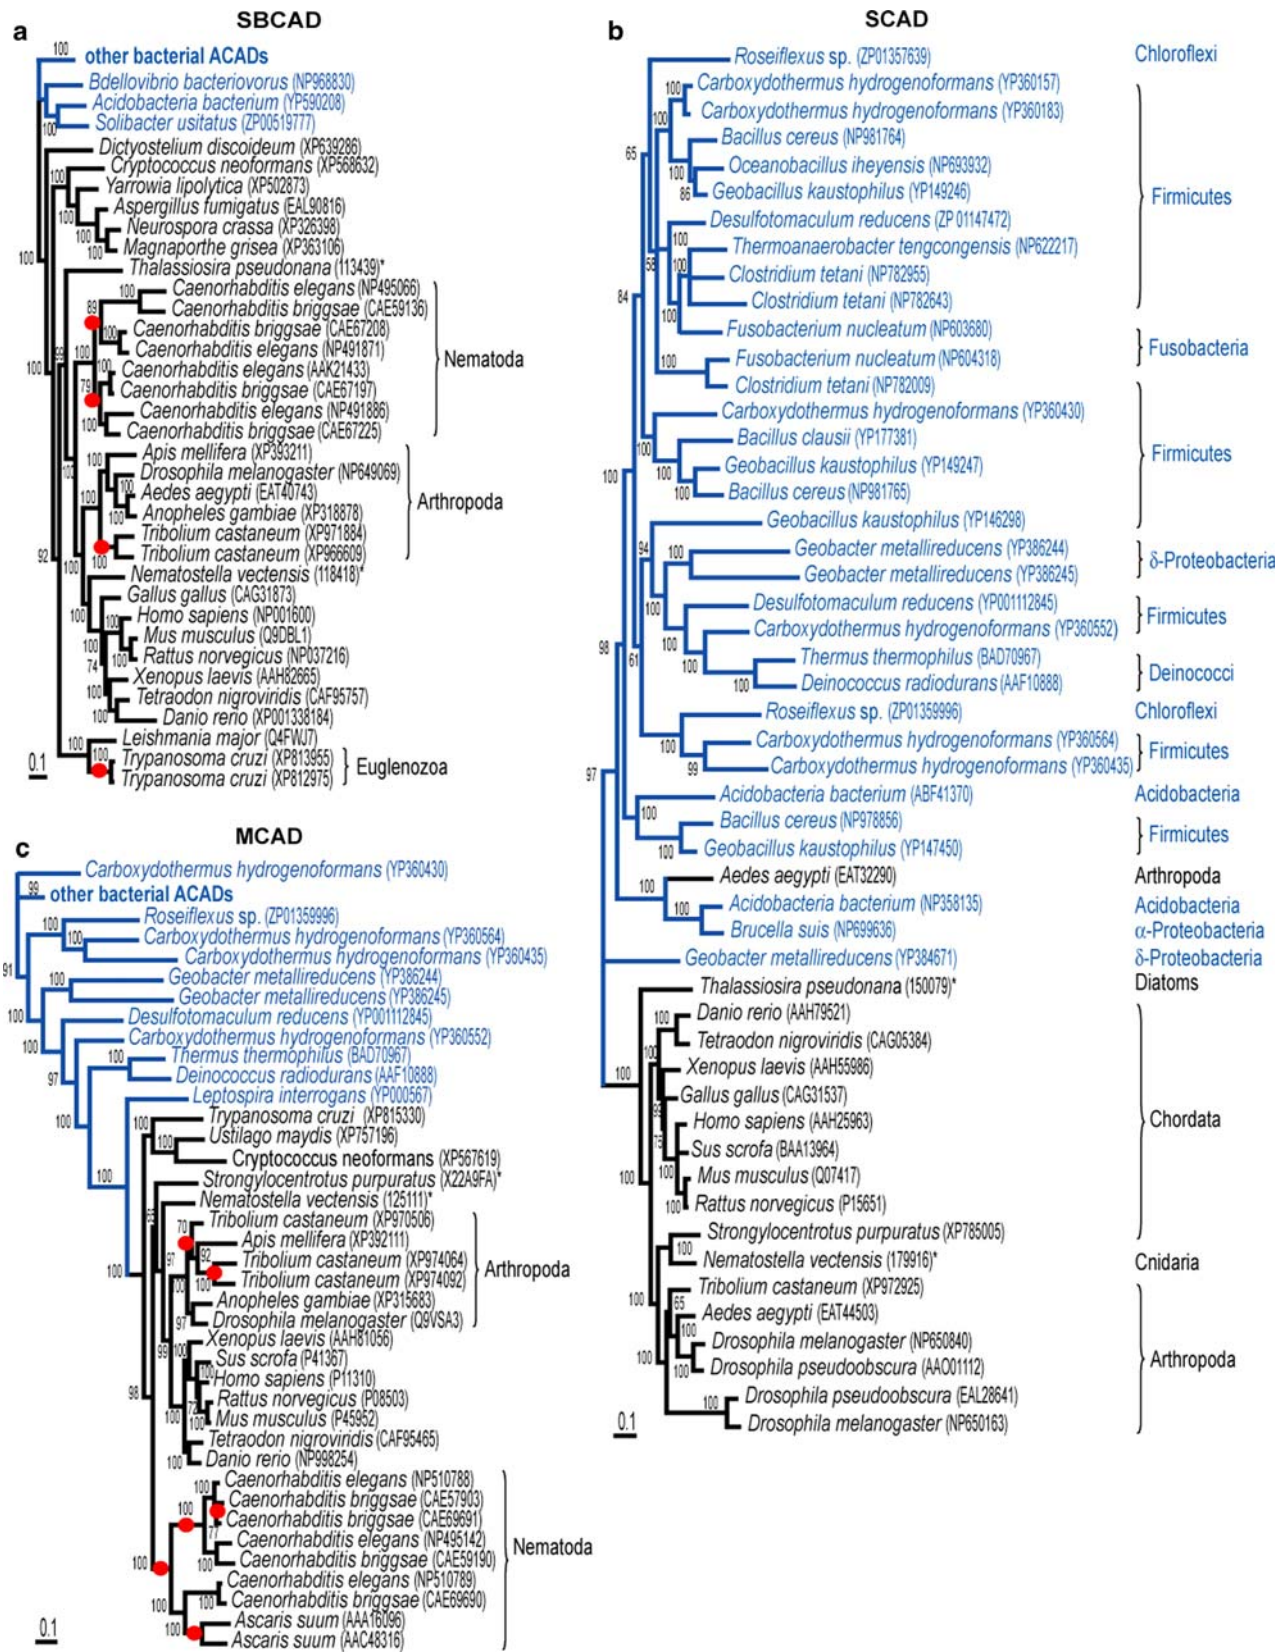 a
SBCAD
other bacterial ACADs
Bdellovibrio bacteriovorus (NP968830)
Acidobacteria bacterium (YP590208)
Solibacter usitatus (ZP00519777)
Dictyostelium discoideum (XP639286)
Cryptococcus neoformans (XP568632)
Yarrowia lipolytica (XP502873)
Aspergillus fumigatus (EAL90816)
Neurospora crassa (XP326398)
Magnaporthe grisea (XP363106)
Thalassiosira pseudonana (113439)*
Caenorhabditis elegans (NP495066)
Caenorhabditis briggsae (CAE59136)
Caenorhabditis briggsae (CAE67208)
Caenorhabditis elegans (NP491871)
Caenorhabditis elegans (AAK21433)
Caenorhabditis briggsae (CAE67197)
Caenorhabditis elegans (NP491886)
Caenorhabditis briggsae (CAE67225)
Nematoda
Apis mellifera (XP393211)
Drosophila melanogaster (NP649069)
Aedes aegypti (EAT40743)
Anopheles gambiae (XP318878)
Tribolium castaneum (XP971884)
Tribolium castaneum (XP966609)
Arthropoda
Nematostella vectensis (118418)*
Gallus gallus (CAG31873)
Homo sapiens (NP001600)
Mus musculus (Q9DBL1)
Rattus norvegicus (NP037216)
Xenopus laevis (AAH82665)
Tetraodon nigroviridis (CAF95757)
Danio rerio (XP001338184)
Leishmania major (Q4FWJ7)
Trypanosoma cruzi (XP813955)
Trypanosoma cruzi (XP812975)
Euglenozoa
0.1
b
SCAD
Roseiflexus sp. (ZP01357639)
Chloroflexi
Carboxydothermus hydrogenoformans (YP360157)
Carboxydothermus hydrogenoformans (YP360183)
Bacillus cereus (NP981764)
Oceanobacillus iheyensis (NP693932)
Geobacillus kaustophilus (YP149246)
Desulfotomaculum reducens (ZP 01147472)
Thermoanaerobacter tengcongensis (NP622217)
Clostridium tetani (NP782955)
Clostridium tetani (NP782643)
Firmicutes
Fusobacterium nucleatum (NP603680)
Fusobacterium nucleatum (NP604318)
Fusobacteria
Clostridium tetani (NP782009)
Carboxydothermus hydrogenoformans (YP360430)
Bacillus clausii (YP177381)
Geobacillus kaustophilus (YP149247)
Bacillus cereus (NP981765)
Geobacillus kaustophilus (YP146298)
Firmicutes
Geobacter metallireducens (YP386244)
Geobacter metallireducens (YP386245)
δ-Proteobacteria
Desulfotomaculum reducens (YP001112845)
Carboxydothermus hydrogenoformans (YP360552)
Firmicutes
Thermus thermophilus (BAD70967)
Deinococcus radiodurans (AAF10888)
Deinococci
Roseiflexus sp. (ZP01359996)
Chloroflexi
Carboxydothermus hydrogenoformans (YP360564)
Carboxydothermus hydrogenoformans (YP360435)
Firmicutes
Acidobacteria bacterium (ABF41370)
Acidobacteria
Bacillus cereus (NP978856)
Geobacillus kaustophilus (YP147450)
Firmicutes
Aedes aegypti (EAT32290)
Arthropoda
Acidobacteria bacterium (NP358135)
Acidobacteria
Brucella suis (NP699636)
α-Proteobacteria
Geobacter metallireducens (YP384671)
δ-Proteobacteria
Thalassiosira pseudonana (150079)*
Diatoms
Danio rerio (AAH79521)
Tetraodon nigroviridis (CAG05384)
Xenopus laevis (AAH55986)
Gallus gallus (CAG31537)
Homo sapiens (AAH25963)
Sus scrofa (BAA13964)
Mus musculus (Q07417)
Rattus norvegicus (P15651)
Strongylocentrotus purpuratus (XP785005)
Chordata
Nematostella vectensis (179916)*
Cnidaria
Tribolium castaneum (XP972925)
Aedes aegypti (EAT44503)
Drosophila melanogaster (NP650840)
Drosophila pseudoobscura (AAO01112)
Drosophila pseudoobscura (EAL28641)
Drosophila melanogaster (NP650163)
Arthropoda
0.1
c
MCAD
Carboxydothermus hydrogenoformans (YP360430)
other bacterial ACADs
Roseiflexus sp. (ZP01359996)
Carboxydothermus hydrogenoformans (YP360564)
Carboxydothermus hydrogenoformans (YP360435)
Geobacter metallireducens (YP386244)
Geobacter metallireducens (YP386245)
Desulfotomaculum reducens (YP001112845)
Carboxydothermus hydrogenoformans (YP360552)
Thermus thermophilus (BAD70967)
Deinococcus radiodurans (AAF10888)
Leptospira interrogans (YP000567)
Trypanosoma cruzi (XP815330)
Ustilago maydis (XP757196)
Cryptococcus neoformans (XP567619)
Strongylocentrotus purpuratus (X22A9FA)*
Nematostella vectensis (125111)*
Tribolium castaneum (XP970506)
Apis mellifera (XP392111)
Tribolium castaneum (XP974064)
Tribolium castaneum (XP974092)
Anopheles gambiae (XP315683)
Drosophila melanogaster (Q9VSA3)
Arthropoda
Xenopus laevis (AAH81056)
Sus scrofa (P41367)
Homo sapiens (P11310)
Rattus norvegicus (P08503)
Mus musculus (P45952)
Tetraodon nigroviridis (CAF95465)
Danio rerio (NP998254)
Caenorhabditis elegans (NP510788)
Caenorhabditis briggsae (CAE57903)
Caenorhabditis briggsae (CAE69691)
Caenorhabditis elegans (NP495142)
Caenorhabditis briggsae (CAE59190)
Caenorhabditis elegans (NP510789)
Caenorhabditis briggsae (CAE69690)
Ascaris suum (AAA16096)
Ascaris suum (AAC48316)
Nematoda
0.1